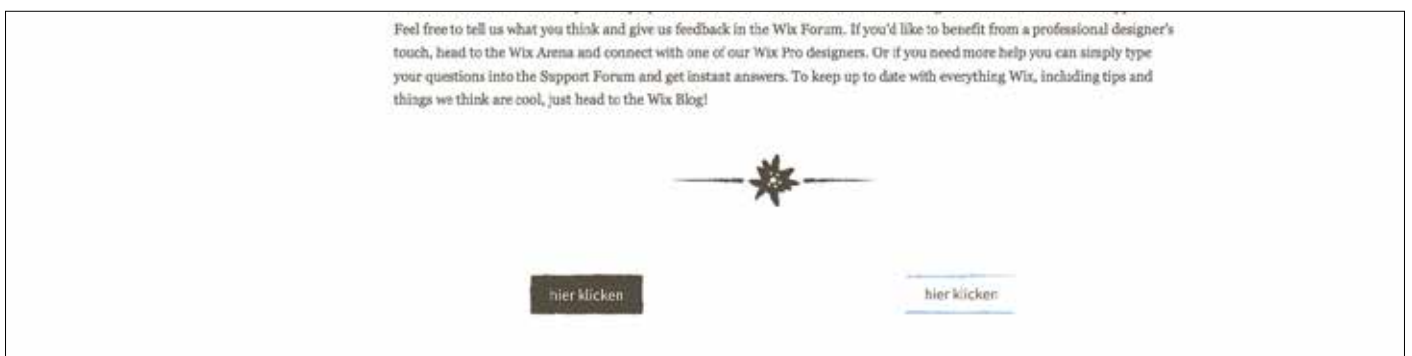 Feel free to tell us what you think and give us feedback in the Wix Forum. If you'd like to benefit from a professional designer's
touch, head to the Wix Arena and connect with one of our Wix Pro designers. Or if you need more help you can simply type
your questions into the Support Forum and get instant answers. To keep up to date with everything Wix, including tips and
things we think are cool, just head to the Wix Blog!
hier klicken
hier klicken